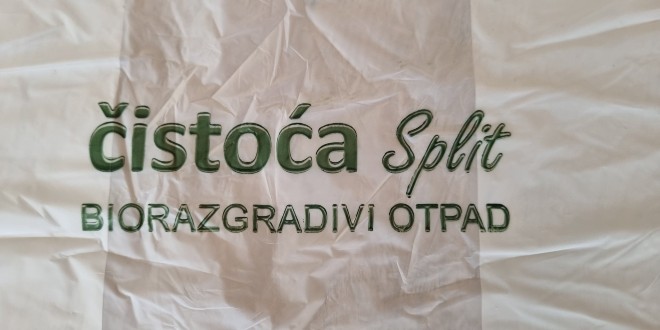 čistoća Split
BIORAZGRADIVI OTPAD